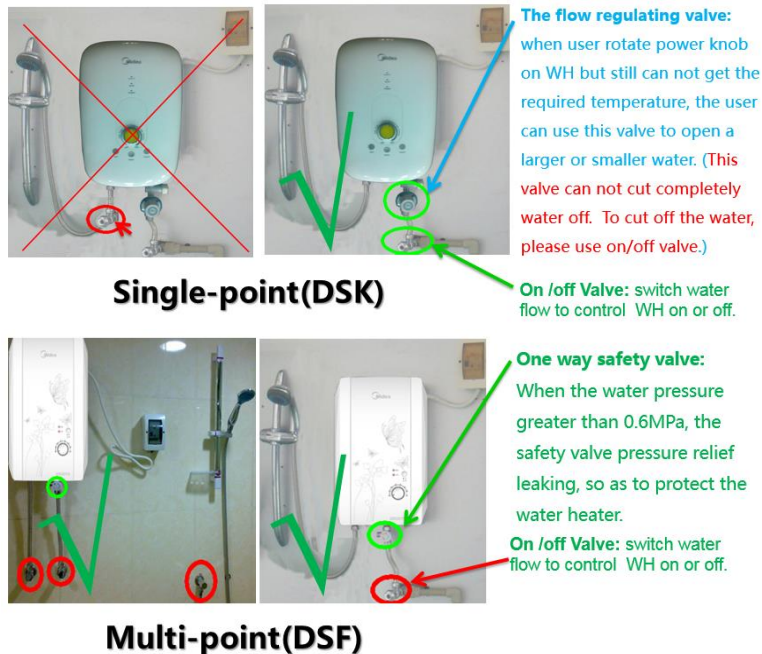 The flow regulating valve:
when user rotate power knob
on WH but still can not get the
required temperature, the user
can use this valve to open a
larger or smaller water. (This
valve can not cut completely
water off. To cut off the water,
please use on/off valve.)
Single-point(DSK)
On /off Valve: switch water
flow to control WH on or off.
One way safety valve:
When the water pressure
greater than 0.6MPa, the
safety valve pressure relief
leaking, so as to protect the
water heater.
On /off Valve: switch water
flow to control WH on or off.
Multi-point(DSF)
Midea
Midea
Midea
Midea